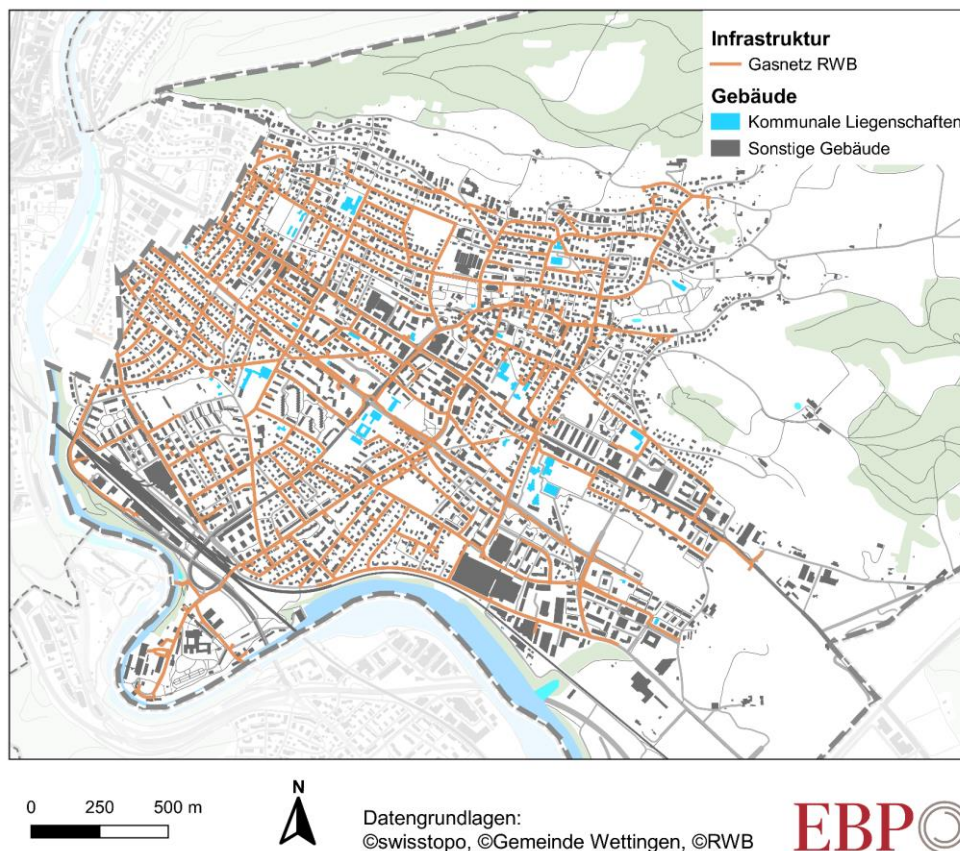 Infrastruktur
Gasnetz RWB
Gebäude
Kommunale Liegenschaften
Sonstige Gebäude
0 250 500 m
N
Datengrundlagen:
©swisstopo, ©Gemeinde Wettingen, ©RWB
EBP